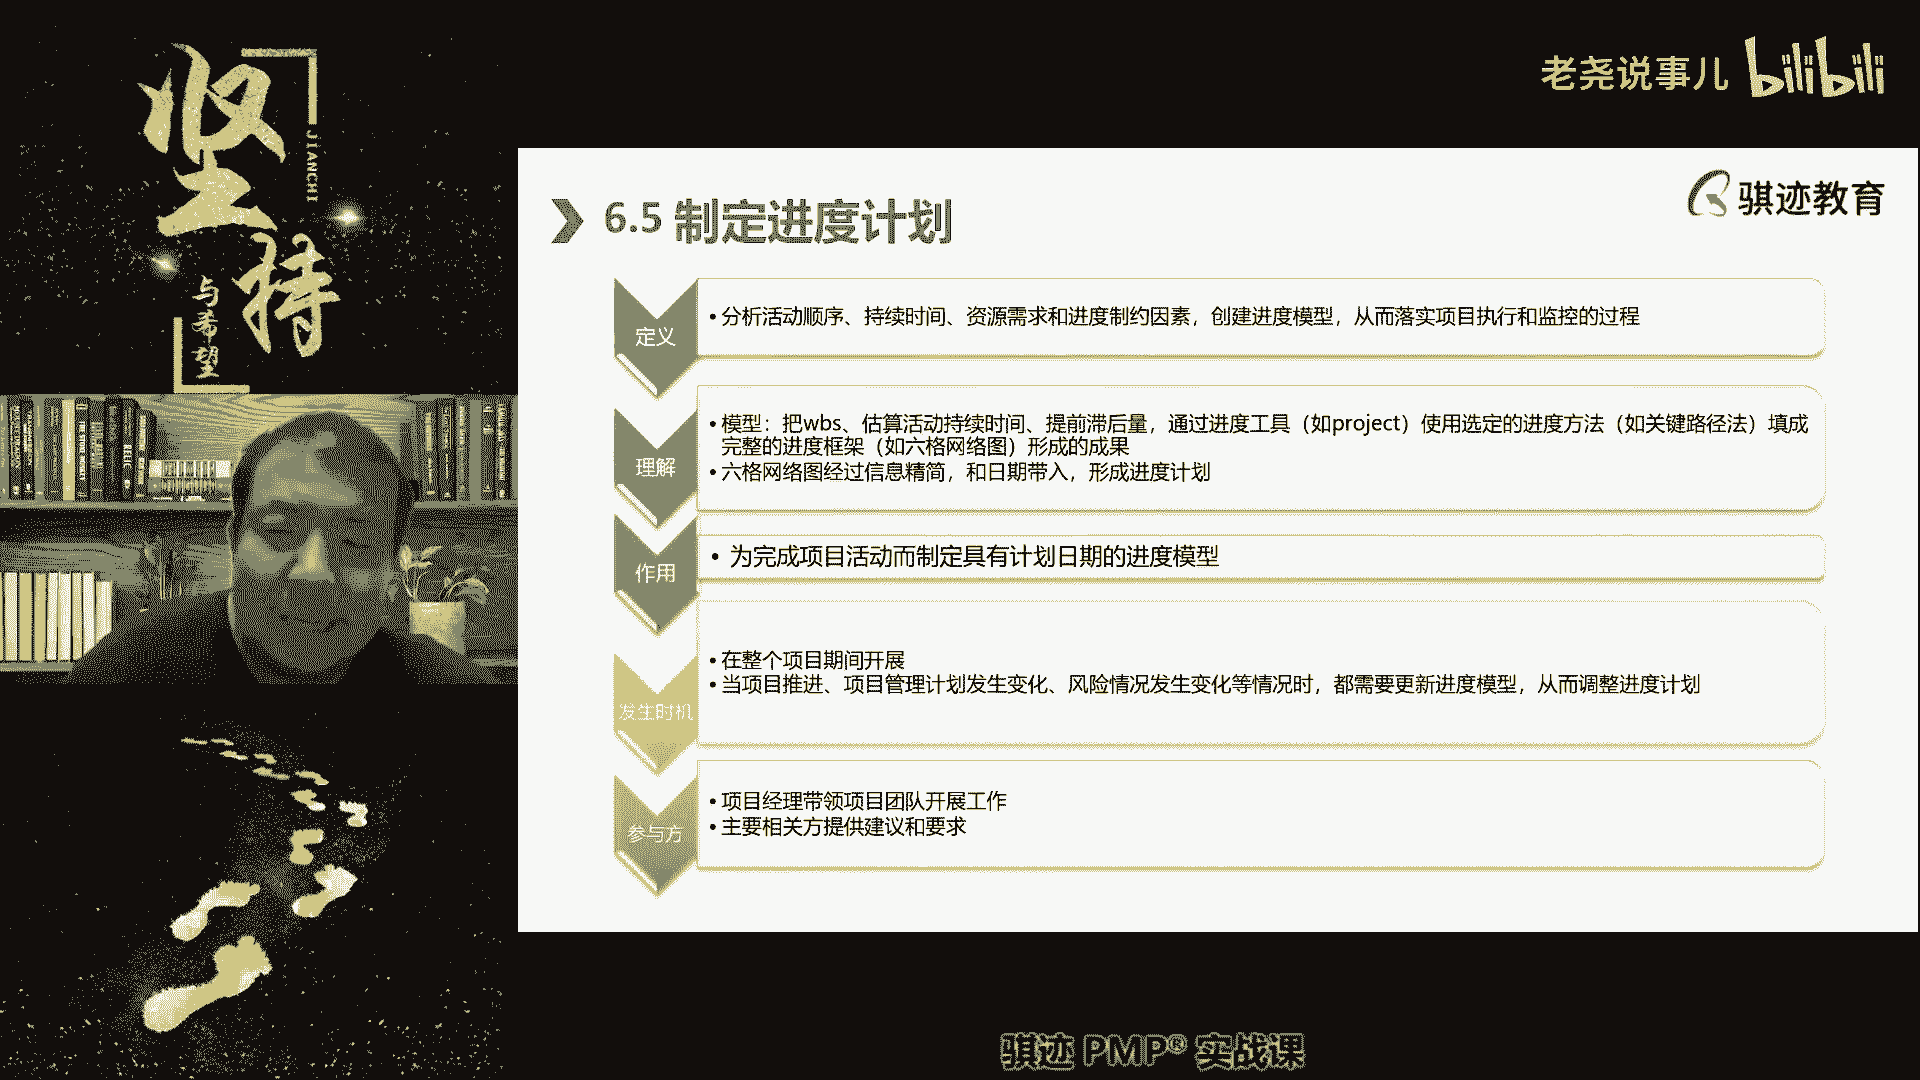 坚持
JIANCHI
与希望
老尧说事儿 bilibili
骐迹教育
6.5 制定进度计划
定义
•分析活动顺序、持续时间、资源需求和进度制约因素，创建进度模型，从而落实项目执行和监控的过程
理解
•模型：把wbs、估算活动持续时间、提前滞后量，通过进度工具（如project）使用选定的进度方法（如关键路径法）填成
完整的进度框架（如六格网络图）形成的成果
•六格网络图经过信息精简，和日期带入，形成进度计划
作用
• 为完成项目活动而制定具有计划日期的进度模型
发生时机
•在整个项目期间开展
•当项目推进、项目管理计划发生变化、风险情况发生变化等情况时，都需要更新进度模型，从而调整进度计划
参与方
•项目经理带领项目团队开展工作
•主要相关方提供建议和要求
骐迹 PMP® 实战课